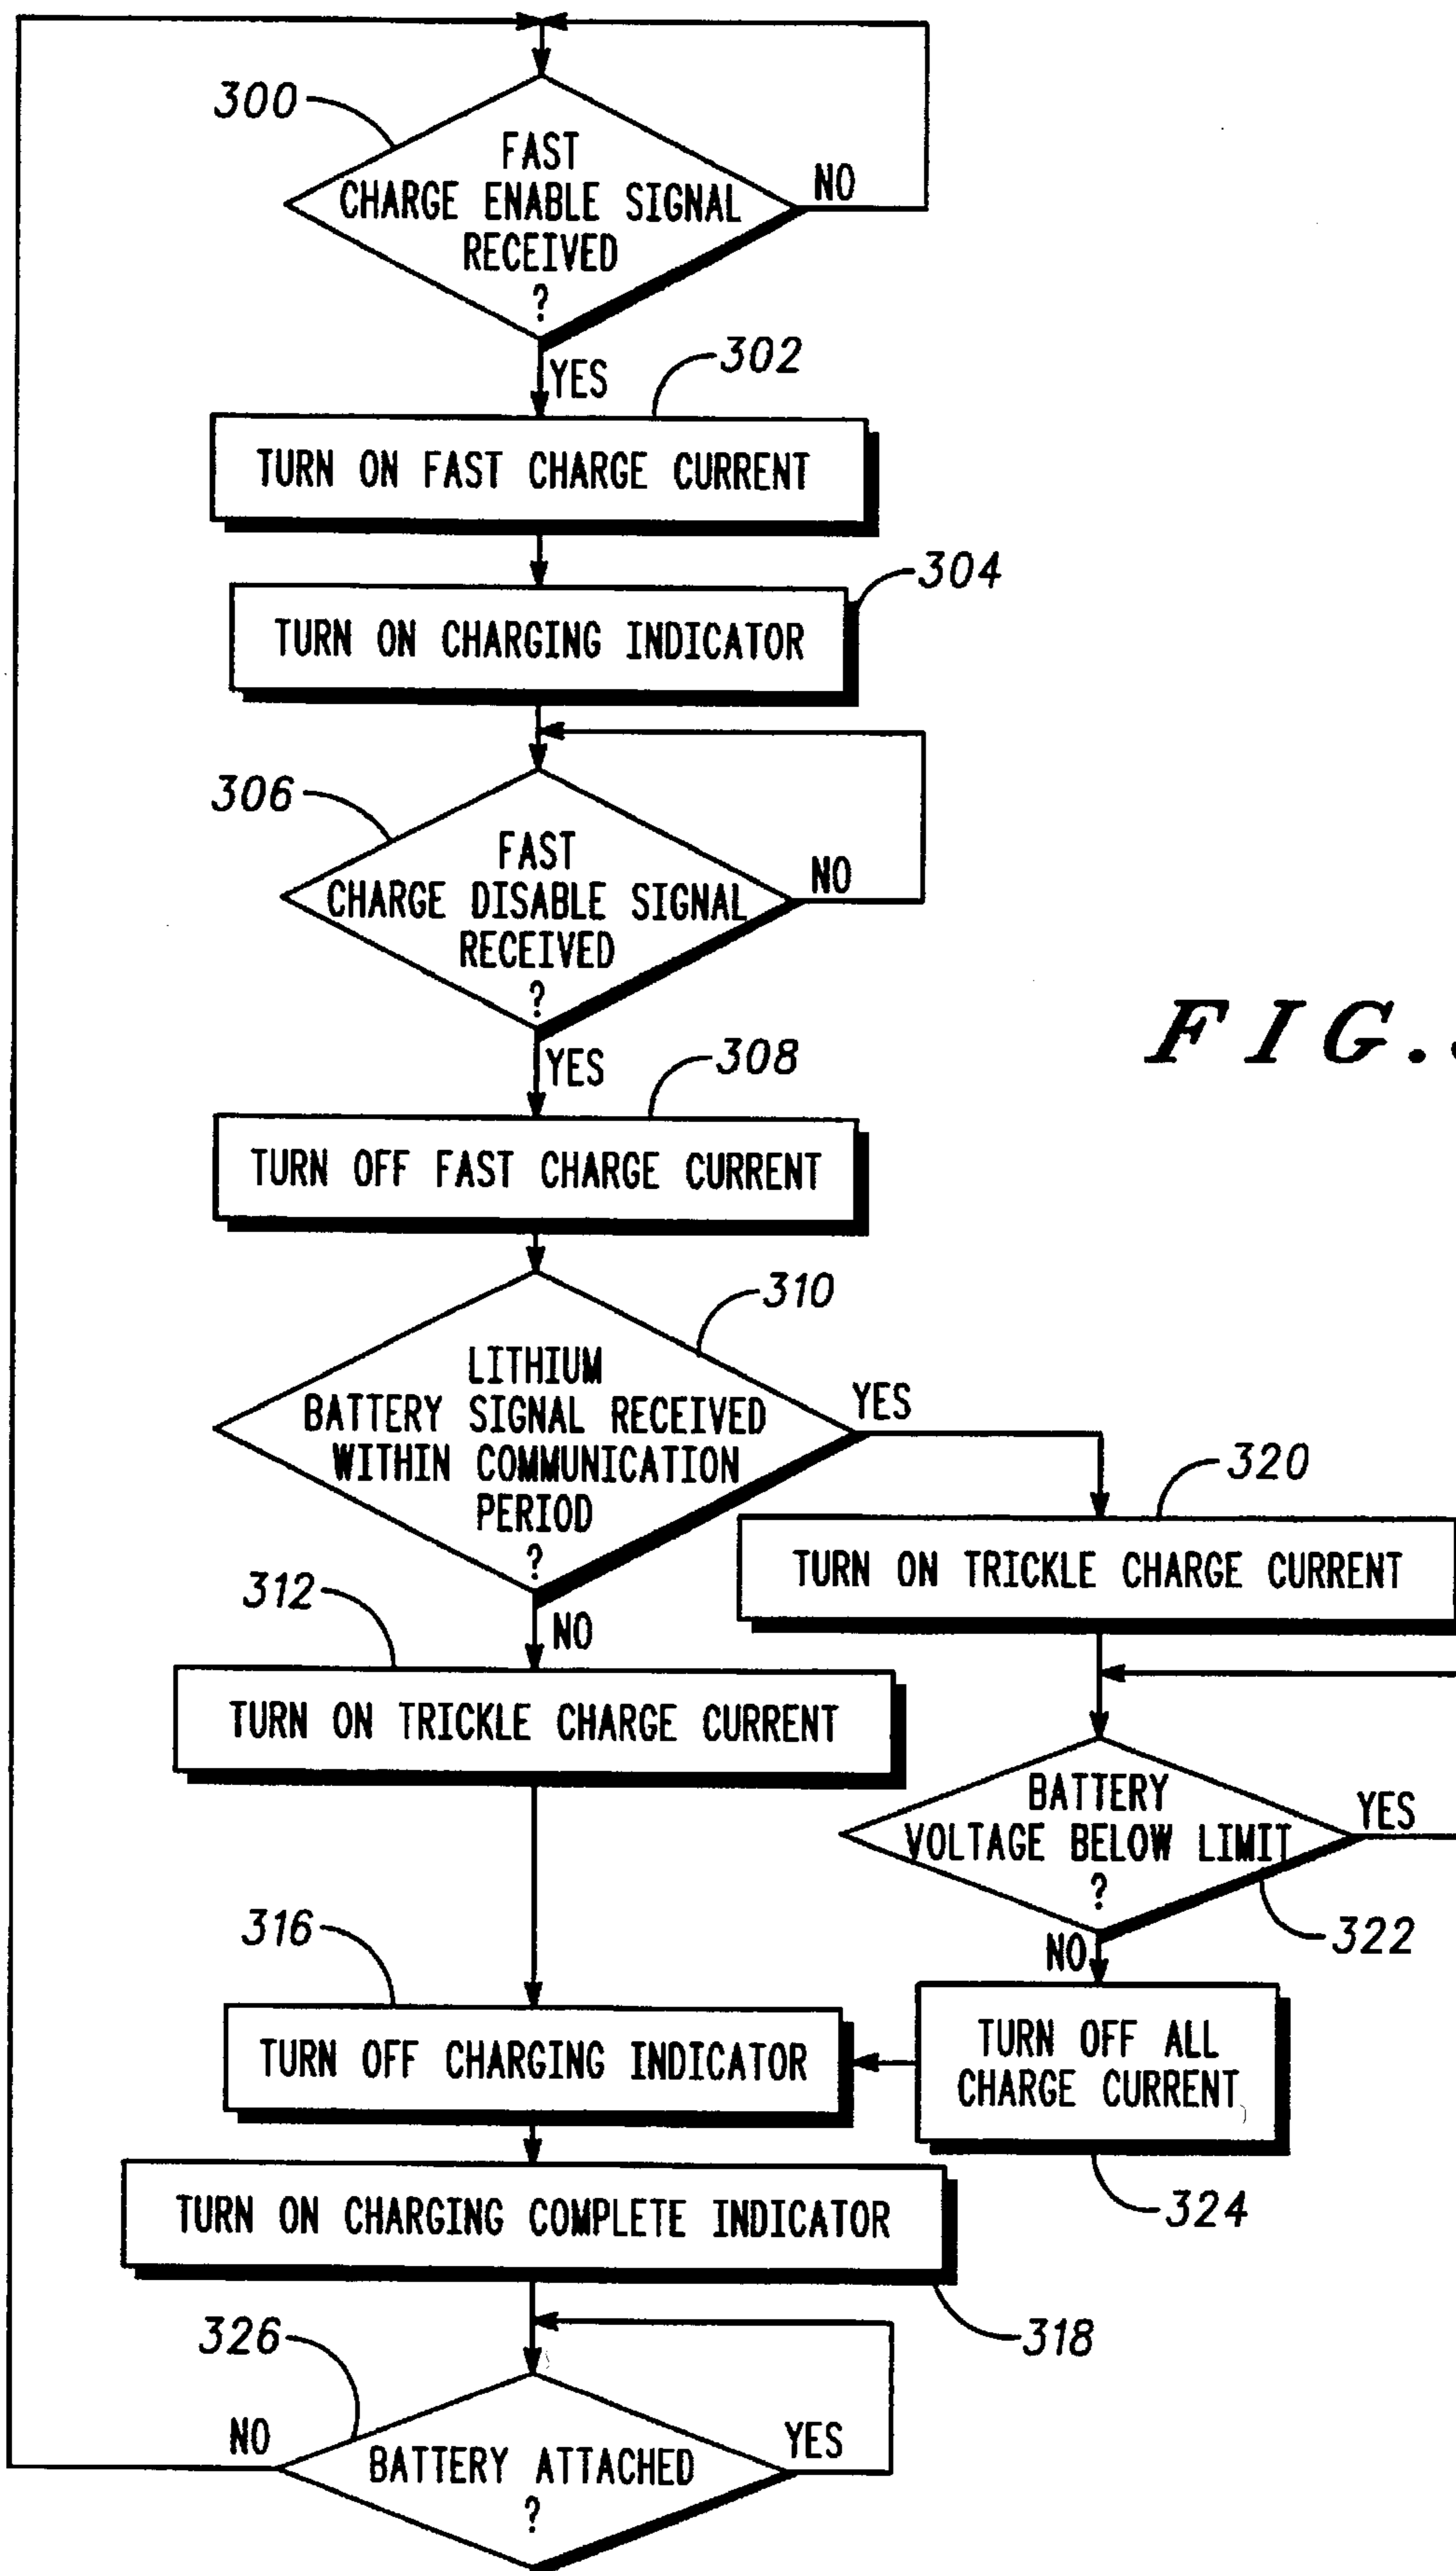 300
FAST
CHARGE ENABLE SIGNAL
RECEIVED
?
NO
YES
302
TURN ON FAST CHARGE CURRENT
304
TURN ON CHARGING INDICATOR
306
FAST
CHARGE DISABLE SIGNAL
RECEIVED
?
NO
FIG.
YES
308
TURN OFF FAST CHARGE CURRENT
310
LITHIUM
BATTERY SIGNAL RECEIVED
WITHIN COMMUNICATION
PERIOD
?
YES
320
TURN ON TRICKLE CHARGE CURRENT
312
NO
TURN ON TRICKLE CHARGE CURRENT
BATTERY
VOLTAGE BELOW LIMIT
?
YES
322
NO
316
TURN OFF CHARGING INDICATOR
TURN OFF ALL
CHARGE CURRENT
324
TURN ON CHARGING COMPLETE INDICATOR
318
326
NO
BATTERY ATTACHED
?
YES